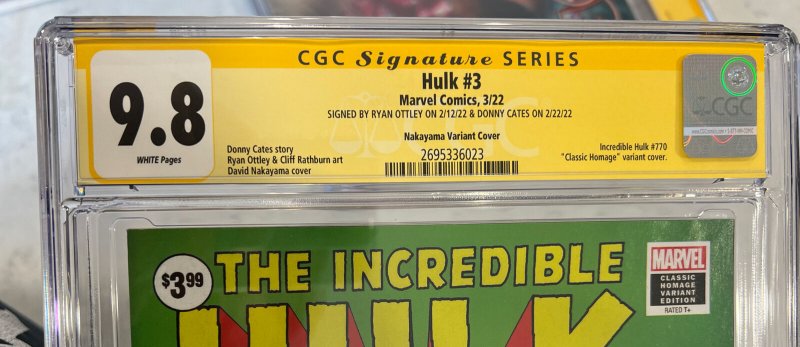 CGC Signature SERIES
9.8
WHITE Pages
Hulk #3
Marvel Comics, 3/22
SIGNED BY RYAN OTTLEY ON 2/12/22 & DONNY CATES ON 2/22/22
Nakayama Variant Cover
2695336023
Donny Cates story
Ryan Ottley & Cliff Rathburn art
David Nakayama cover
Incredible Hulk #770
"Classic Homage" variant cover.
CGC
$3.99
THE INCREDIBLE
HULK
MARVEL
CLASSIC
HOMAGE
VARIANT
EDITION
RATED T+